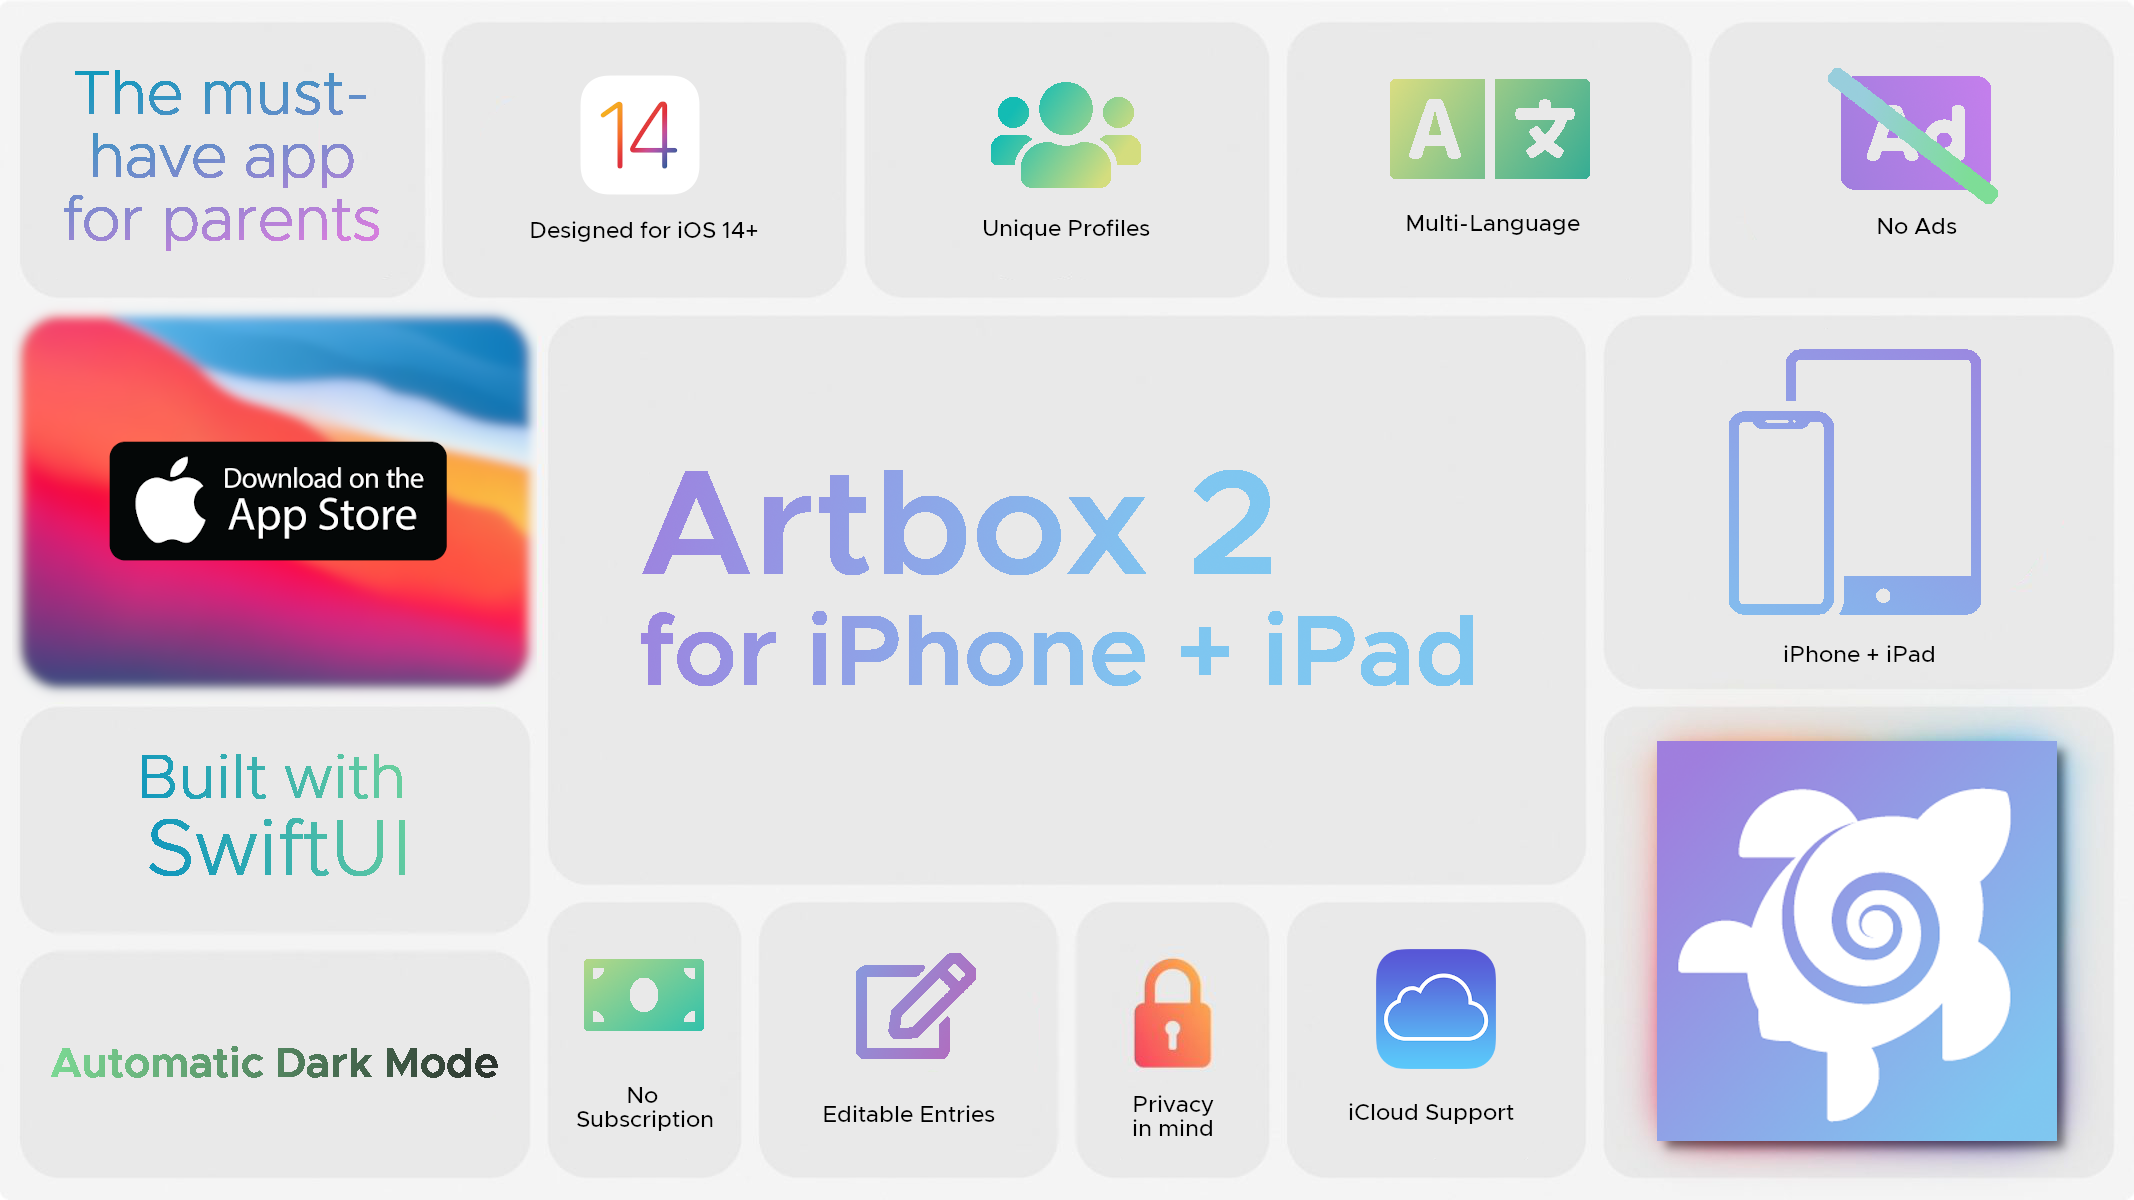 The must-
have app
for parents
14
Designed for iOS 14+
Unique Profiles
A 文
Multi-Language
Ad
No Ads
Download on the
App Store
Artbox 2
for iPhone + iPad
iPhone + iPad
Built with
SwiftUI
Automatic Dark Mode
No
Subscription
Editable Entries
Privacy
in mind
iCloud Support